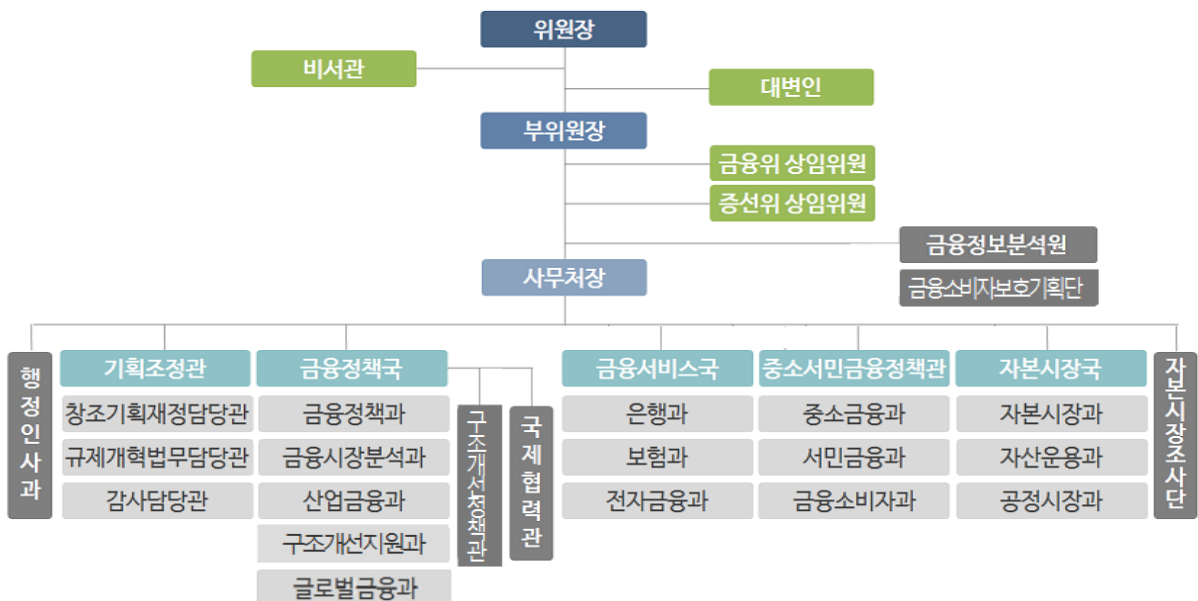 위원장
비서관
대변인
부위원장
금융위 상임위원
증선위 상임위원
금융정보분석원
사무처장
금융소비자보호기획단
행정인사과
기획조정관
창조기획재정담당관
규제개혁법무담당관
감사담당관
금융정책국
금융정책과
금융시장분석과
산업금융과
구조개선지원과
글로벌금융과
구조개선정책관
국제협력관
금융서비스국
은행과
보험과
전자금융과
중소서민금융정책관
중소금융과
서민금융과
금융소비자과
자본시장국
자본시장과
자산운용과
공정시장과
자본시장조사단